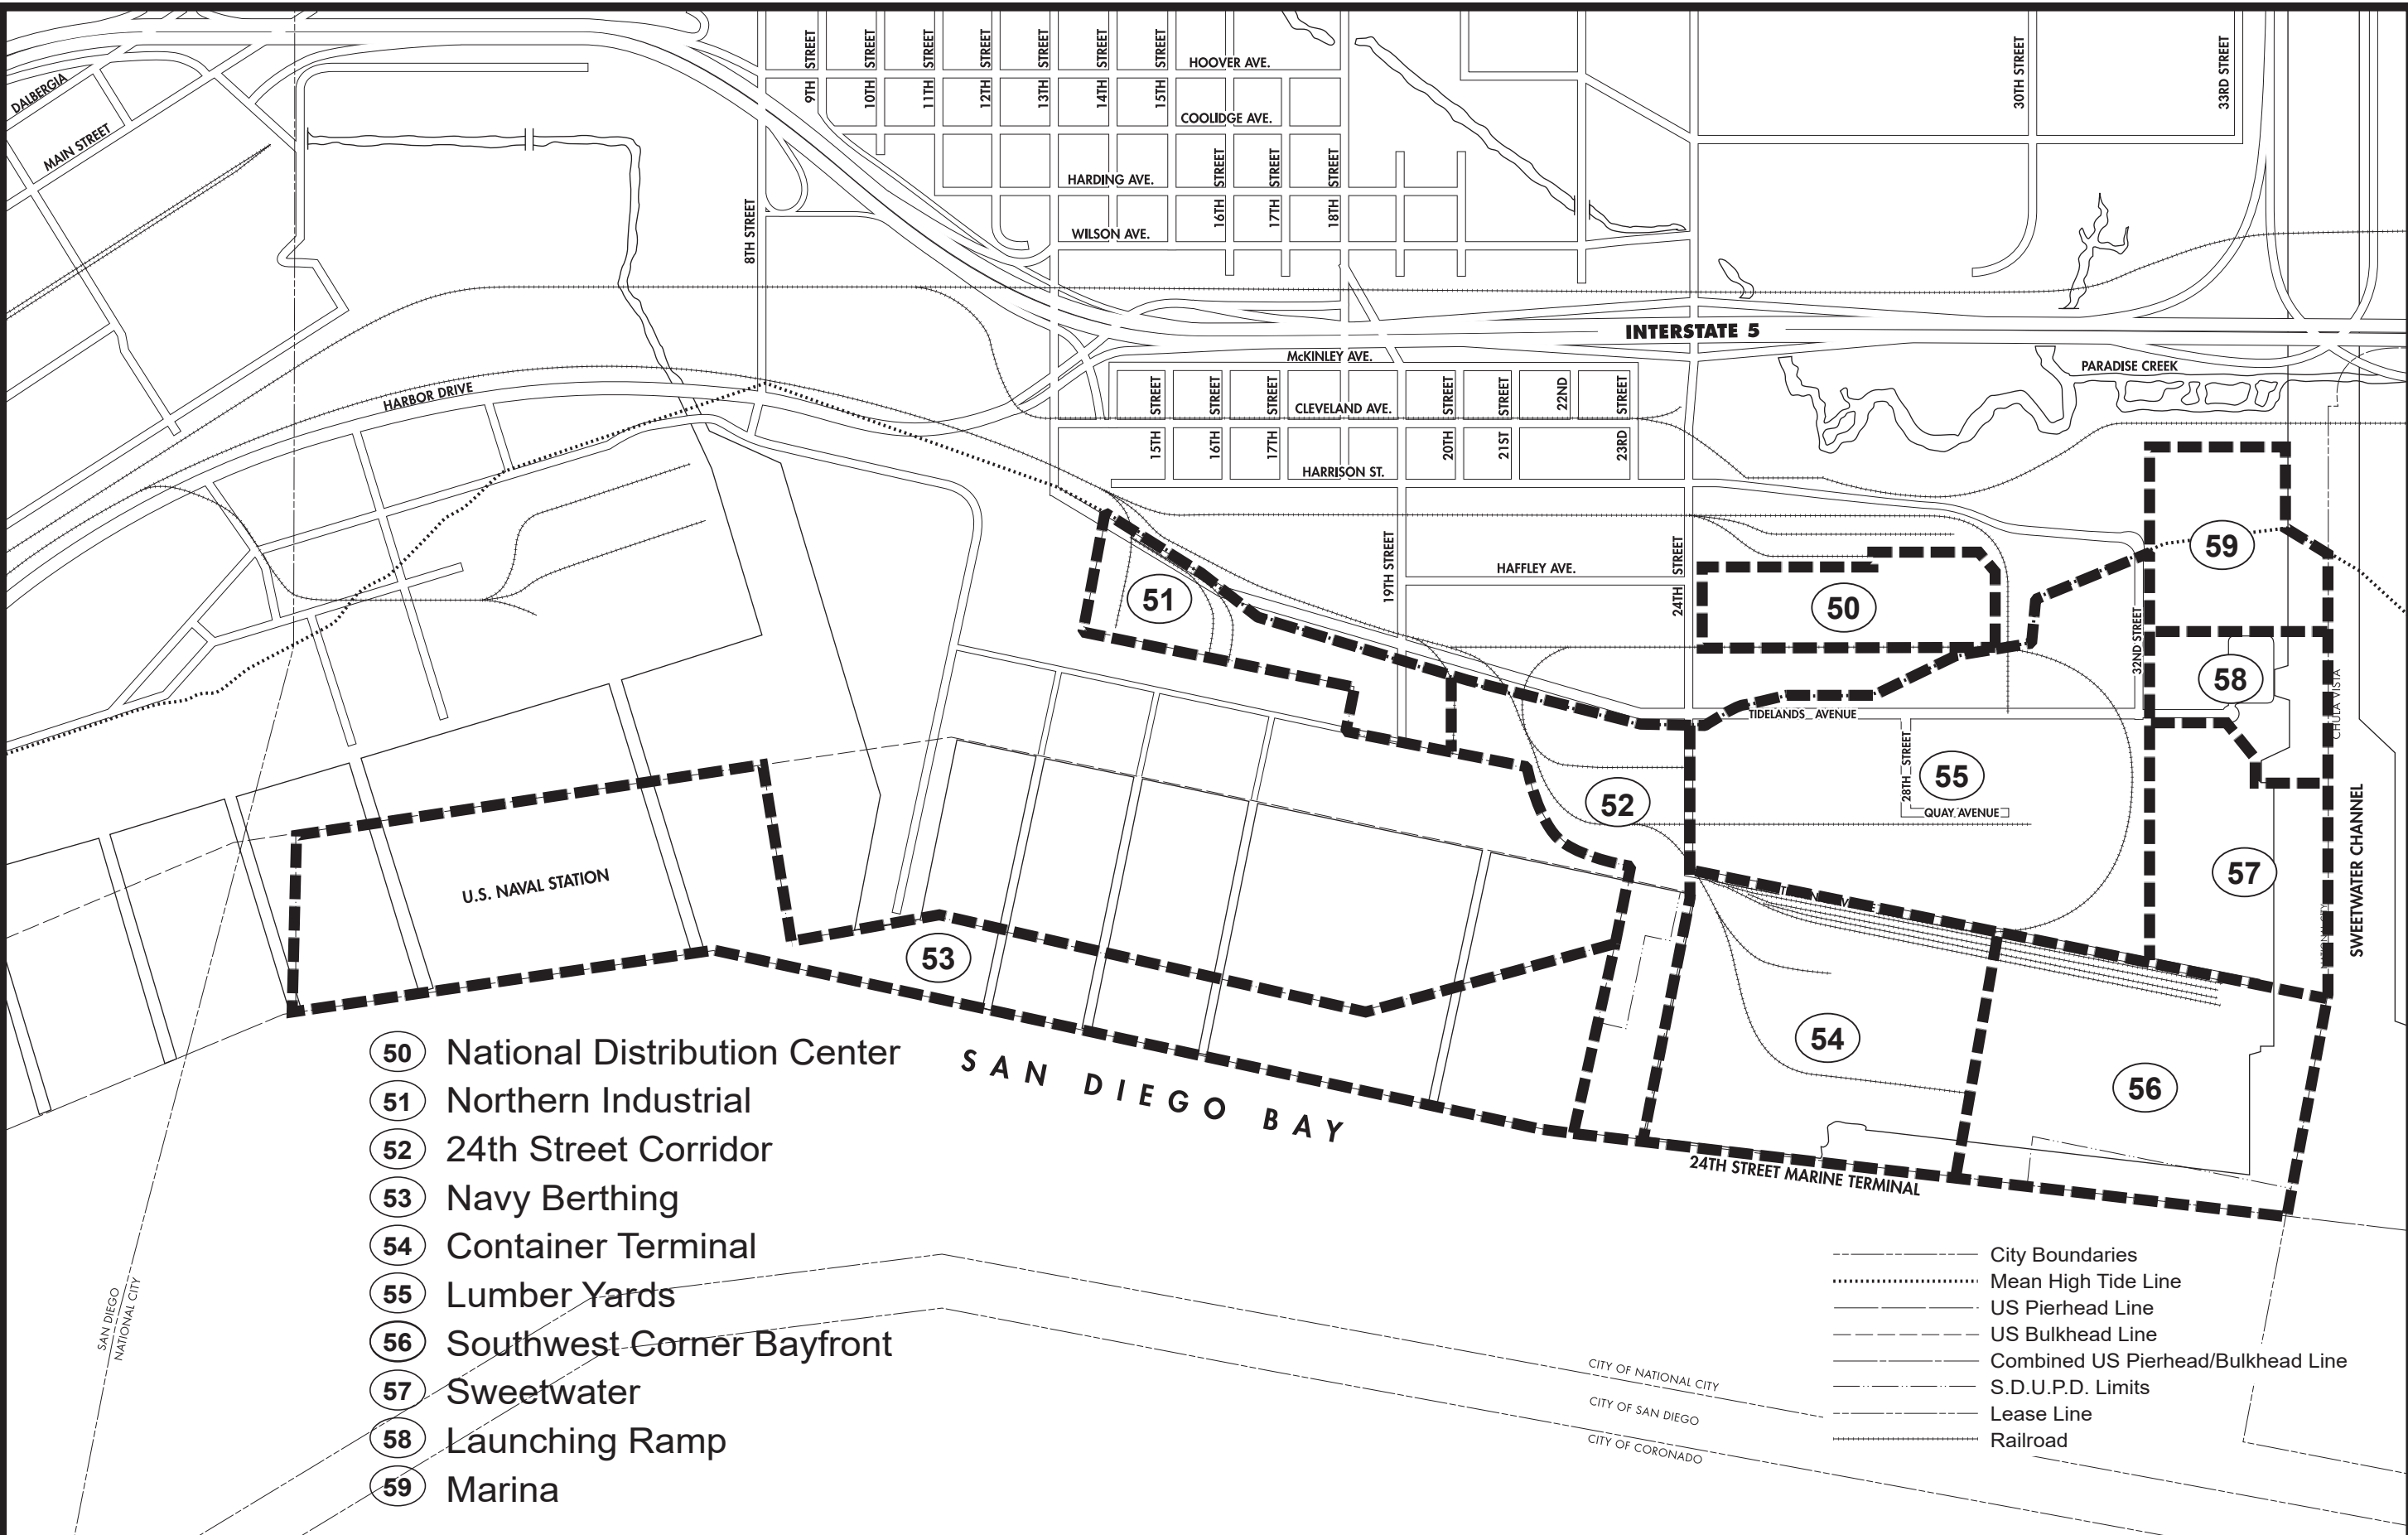 9TH STREET
10TH STREET
11TH STREET
12TH STREET
13TH STREET
14TH STREET
15TH STREET
HOOVER AVE.
30TH STREET
33RD STREET
DALBERGIA
COOLIDGE AVE.
MAIN STREET
HARDING AVE.
16TH STREET
17TH STREET
18TH STREET
8TH STREET
WILSON AVE.
INTERSTATE 5
McKINLEY AVE.
PARADISE CREEK
HARBOR DRIVE
STREET
STREET
STREET
CLEVELAND AVE.
STREET
STREET
22ND
STREET
15TH
16TH
17TH
20TH
21ST
23RD
HARRISON ST.
19TH STREET
24TH STREET
HAFFLEY AVE.
51
50
59
32ND STREET
58
CHULA VISTA
TIDELANDS AVENUE
28TH STREET
55
52
QUAY AVENUE
U.S. NAVAL STATION
57
SWEETWATER CHANNEL
53
54
56
SAN DIEGO BAY
24TH STREET MARINE TERMINAL
50 National Distribution Center
51 Northern Industrial
52 24th Street Corridor
53 Navy Berthing
54 Container Terminal
55 Lumber Yards
56 Southwest Corner Bayfront
57 Sweetwater
58 Launching Ramp
59 Marina
SAN DIEGO
NATIONAL CITY
CITY OF NATIONAL CITY
CITY OF SAN DIEGO
CITY OF CORONADO
City Boundaries
Mean High Tide Line
US Pierhead Line
US Bulkhead Line
Combined US Pierhead/Bulkhead Line
S.D.U.P.D. Limits
Lease Line
Railroad